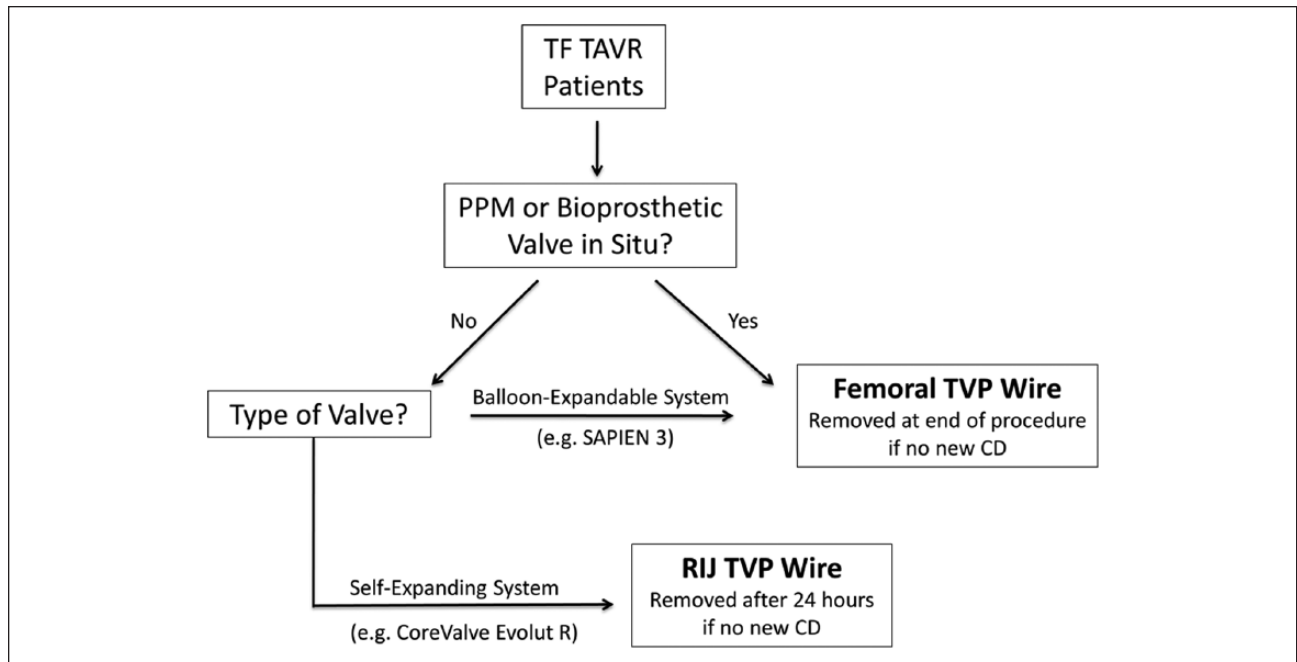 TF TAVR
Patients
PPM or Bioprosthetic
Valve in Situ?
No
Yes
Type of Valve?
Balloon-Expandable System
(e.g. SAPIEN 3)
Femoral TVP Wire
Removed at end of procedure
if no new CD
Self-Expanding System
(e.g. CoreValve Evolut R)
RIJ TVP Wire
Removed after 24 hours
if no new CD